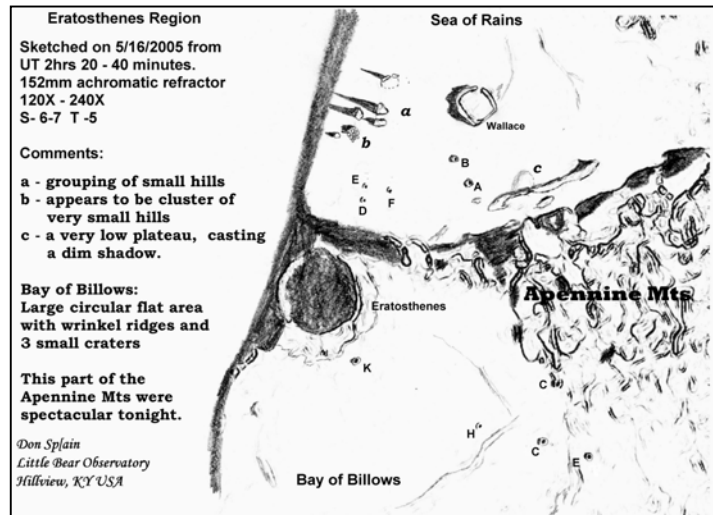 Eratosthenes Region
Sketched on 5/16/2005 from
UT 2hrs 20 - 40 minutes.
152mm achromatic refractor
120X - 240X
S- 6-7 T -5
Comments:
a - grouping of small hills
b - appears to be cluster of
very small hills
c - a very low plateau, casting
a dim shadow.
Bay of Billows:
Large circular flat area
with wrinkel ridges and
3 small craters
This part of the
Apennine Mts were
spectacular tonight.
Don Splain
Little Bear Observatory
Hillview, KY USA
Sea of Rains
a
Wallace
b
B
c
E
A
F
D
Apennine Mts
Eratosthenes
K
C
H
C
E
Bay of Billows